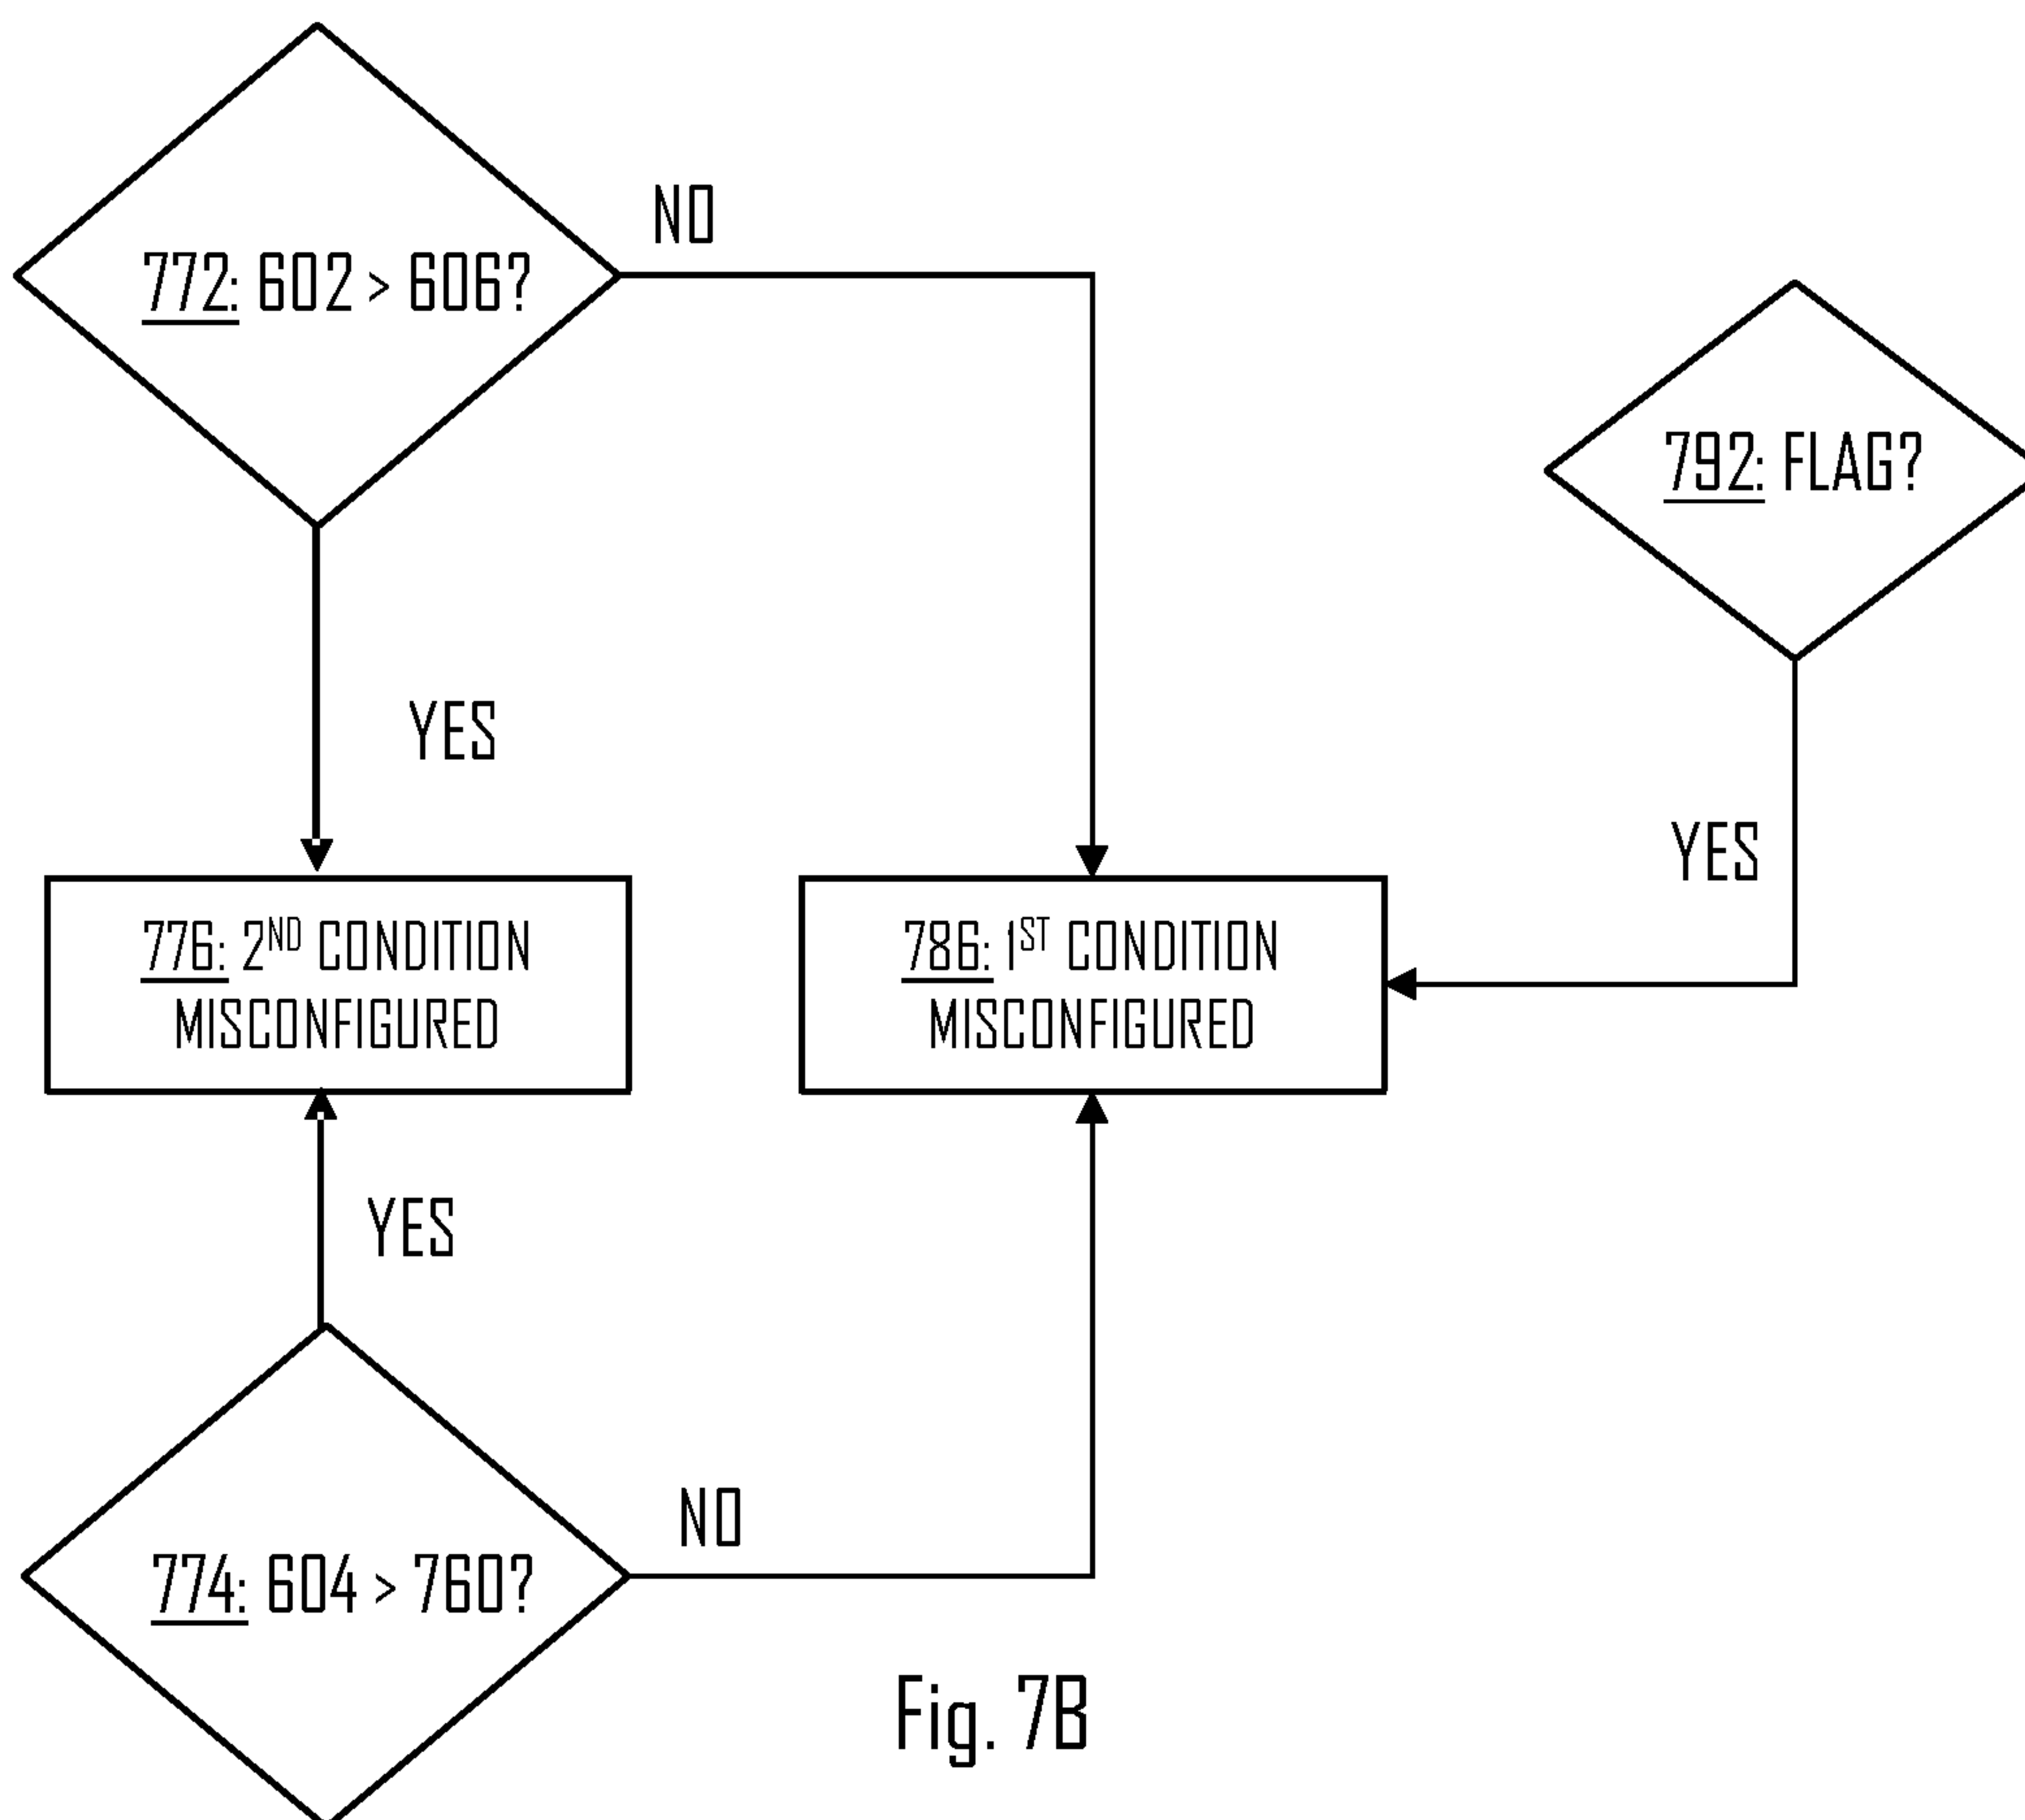 NO
772: 602 > 606?
792: FLAG?
YES
YES
776: 2ND CONDITION
MISCONFIGURED
786: 1ST CONDITION
MISCONFIGURED
YES
NO
774: 604 > 760?
Fig. 7B